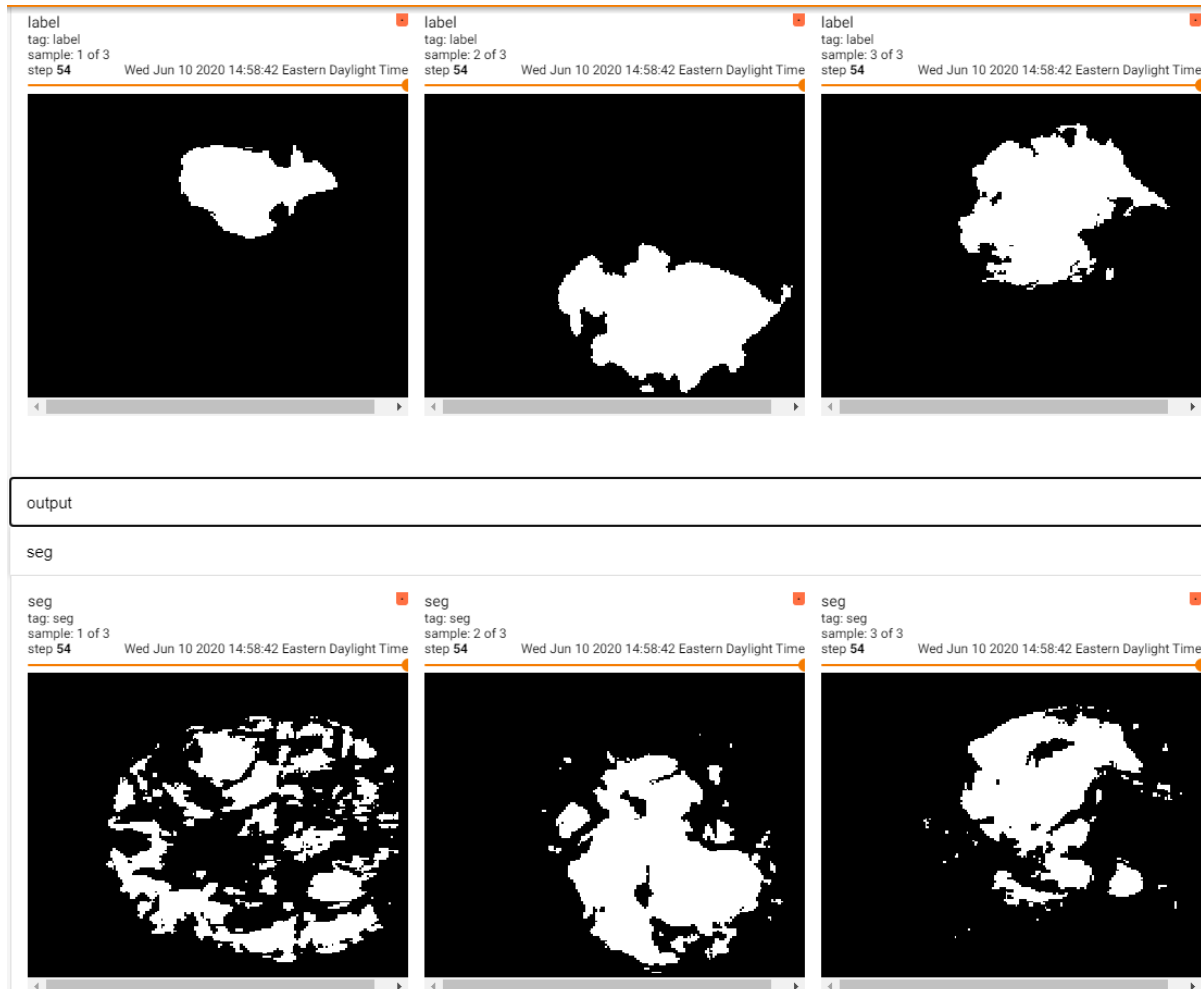 label
tag: label
sample: 1 of 3
step 54 Wed Jun 10 2020 14:58:42 Eastern Daylight Time
label
tag: label
sample: 2 of 3
step 54 Wed Jun 10 2020 14:58:42 Eastern Daylight Time
label
tag: label
sample: 3 of 3
step 54 Wed Jun 10 2020 14:58:42 Eastern Daylight Time
output
seg
seg
tag: seg
sample: 1 of 3
step 54 Wed Jun 10 2020 14:58:42 Eastern Daylight Time
seg
tag: seg
sample: 2 of 3
step 54 Wed Jun 10 2020 14:58:42 Eastern Daylight Time
seg
tag: seg
sample: 3 of 3
step 54 Wed Jun 10 2020 14:58:42 Eastern Daylight Time